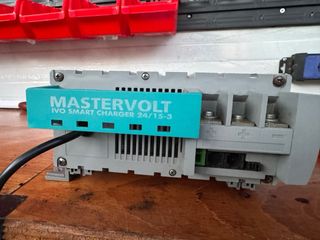 MASTERVOLT
IVO SMART CHARGER 24/15-3